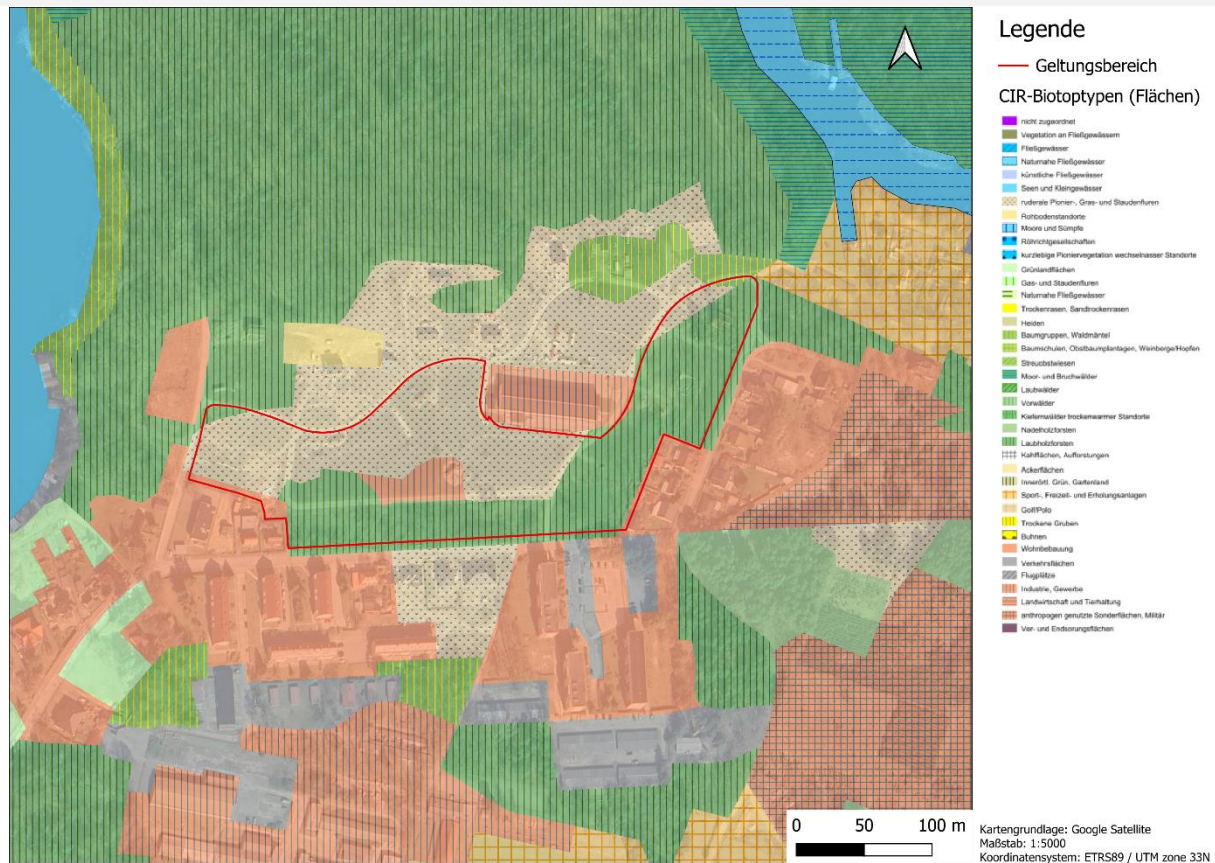 Legende
Geltungsbereich
CIR-Biotoptypen (Flächen)
nicht zugeordnet
Vegetation an Fließgewässern
Fließgewässer
Naturnahe Fließgewässer
künstliche Fließgewässer
Seen und Kleingewässer
ruderale Pionier-, Gras- und Staudenfluren
Rohbodenstandorte
Moore und Sümpfe
Röhrichtgesellschaften
kurzlebige Pioniervegetation wechselnasser Standorte
Grünlandflächen
Gas- und Staudenfluren
Naturnahe Fließgewässer
Trockenrasen, Sandtrockenrasen
Heiden
Baumgruppen, Waldmäntel
Baumschulen, Obstbaumplantagen, Weinberge/Hopfen
Streuobstwiesen
Moor- und Bruchwälder
Laubwälder
Vorwälder
Kiefernwälder trockenwarmer Standorte
Nadelholzforsten
Laubholzforsten
Kahlflächen, Aufforstungen
Ackerflächen
Innerörtl. Grün, Gartenland
Sport-, Freizeit- und Erholungsanlagen
Golf/Polo
Trockene Gruben
Buhnen
Wohnbebauung
Verkehrsflächen
Flugplätze
Industrie, Gewerbe
Landwirtschaft und Tierhaltung
anthropogen genutzte Sonderflächen, Militär
Ver- und Endsorungsflächen
0 50 100 m
Kartengrundlage: Google Satellite
Maßstab: 1:5000
Koordinatensystem: ETRS89 / UTM zone 33N